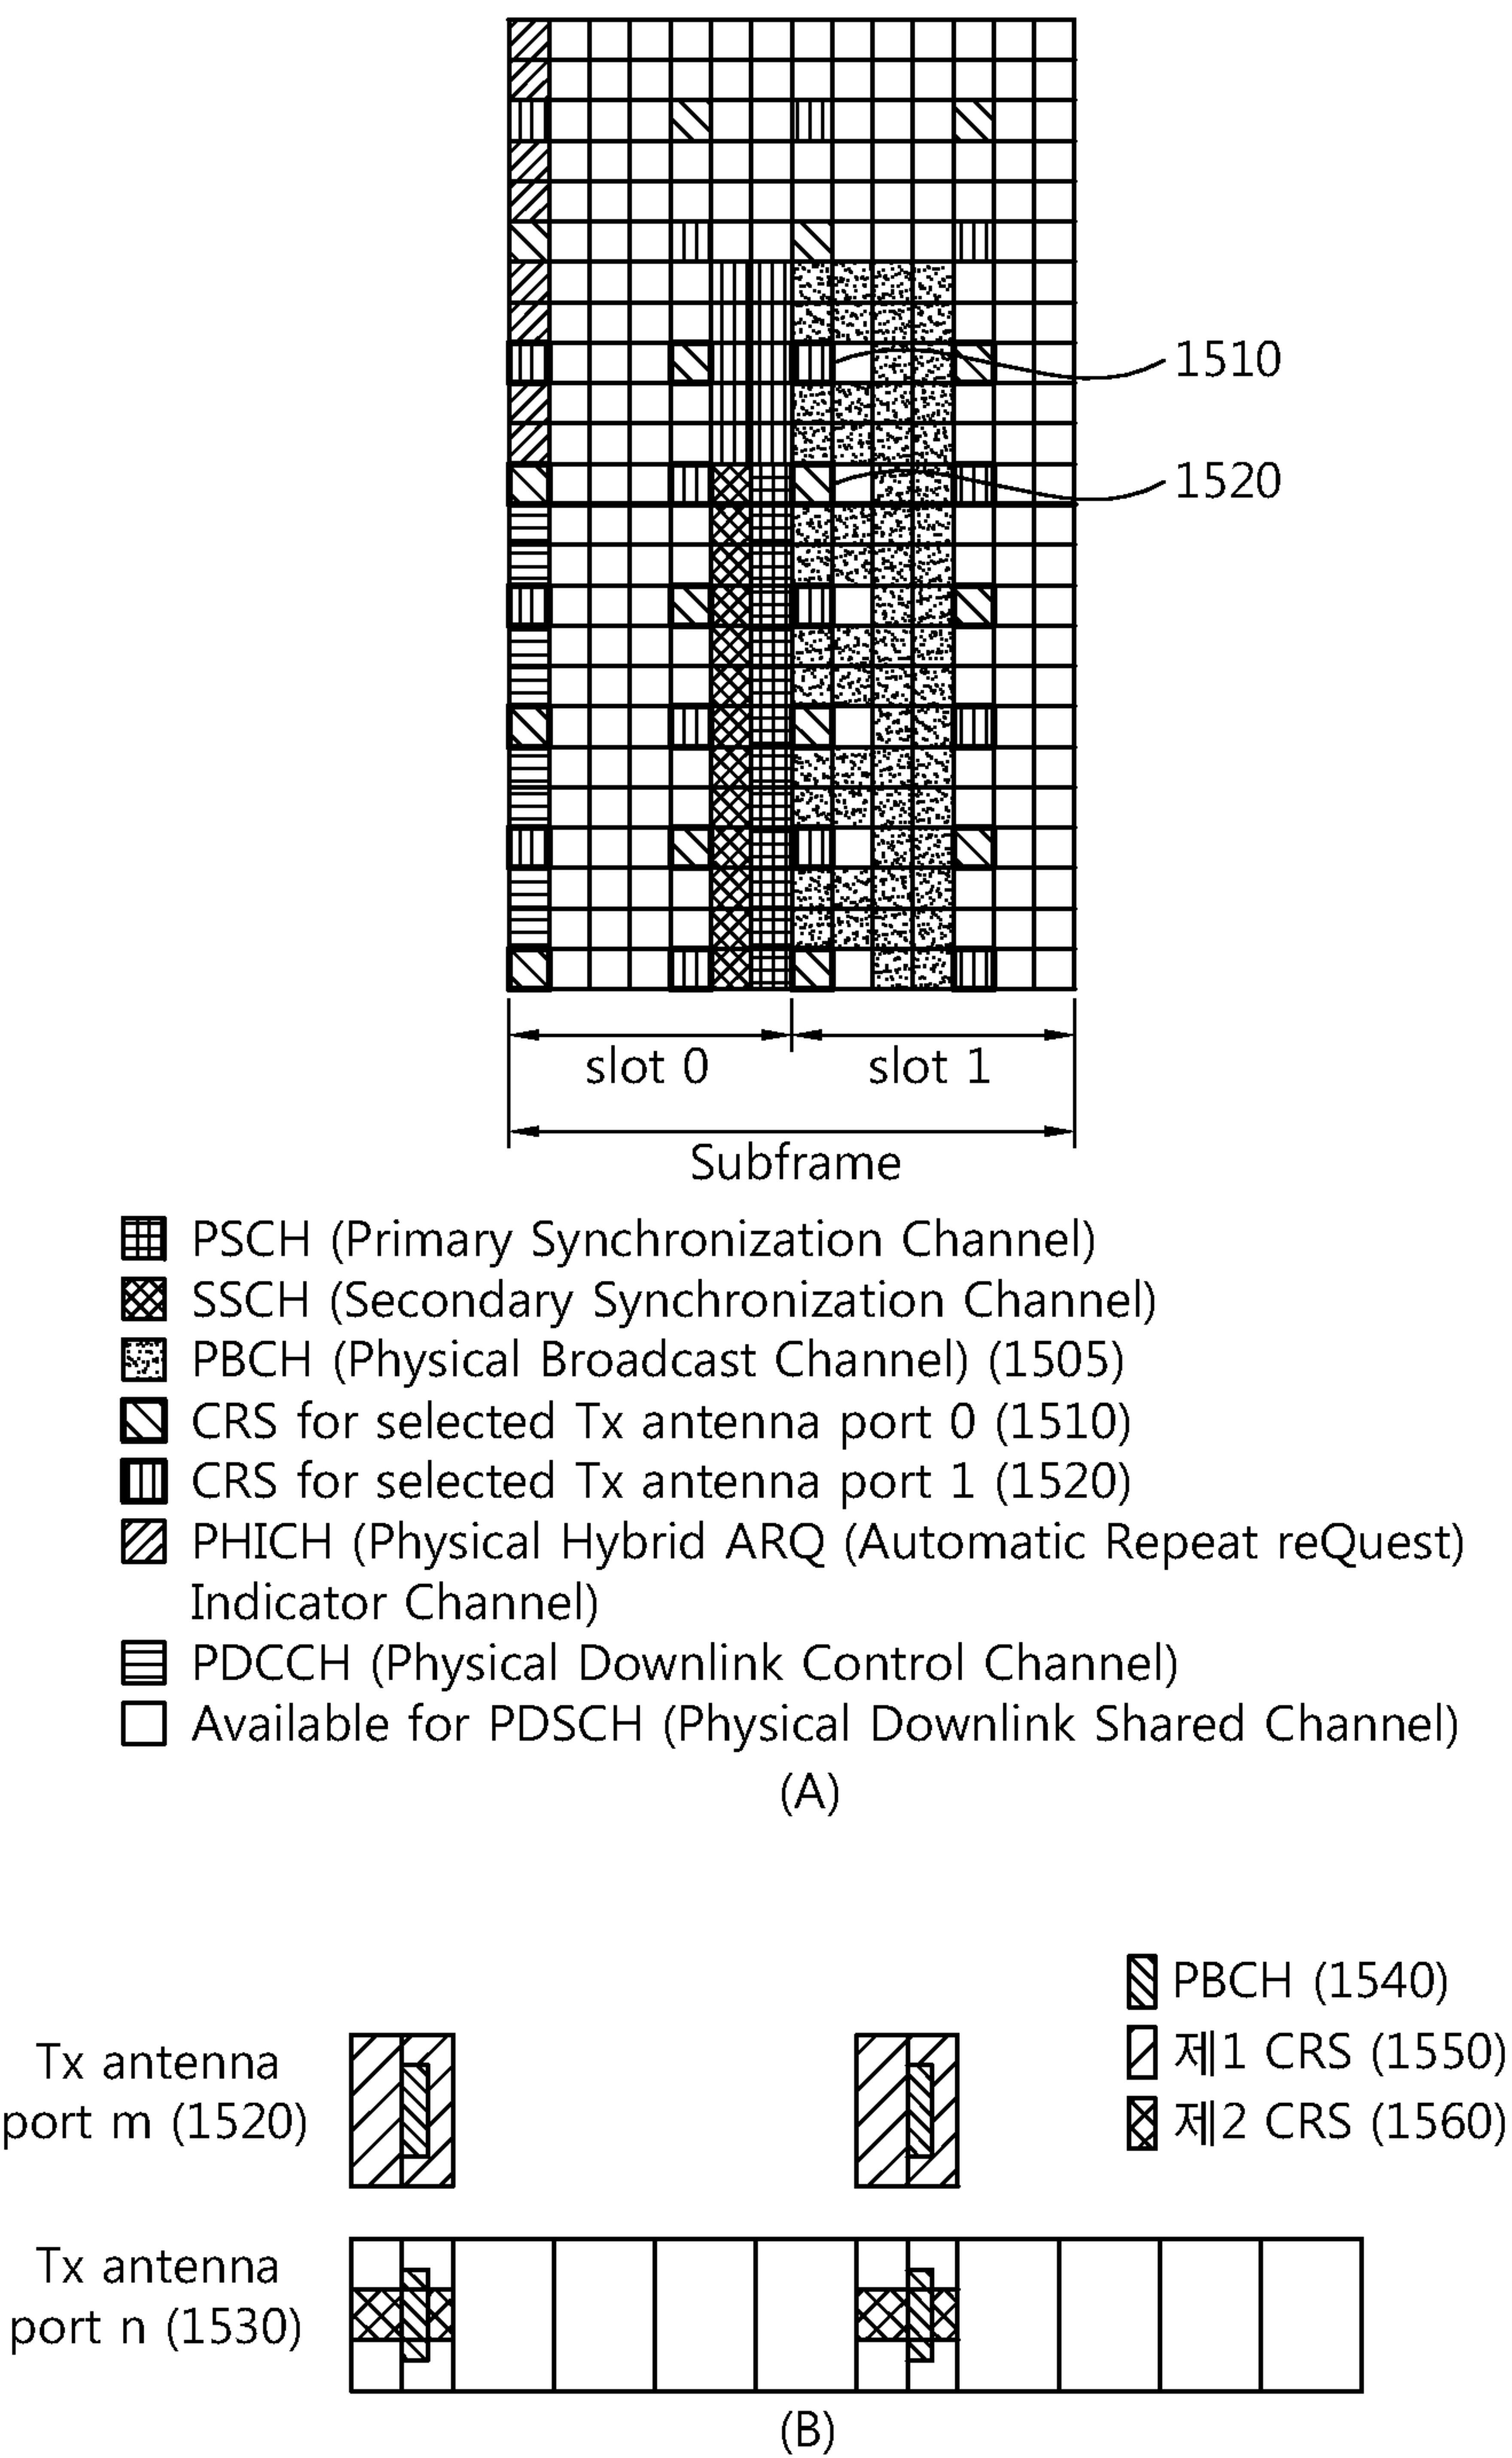 1510
1520
slot 0 slot 1
Subframe
PSCH (Primary Synchronization Channel)
SSCH (Secondary Synchronization Channel)
PBCH (Physical Broadcast Channel) (1505)
CRS for selected Tx antenna port 0 (1510)
CRS for selected Tx antenna port 1 (1520)
PHICH (Physical Hybrid ARQ (Automatic Repeat reQuest)
Indicator Channel)
PDCCH (Physical Downlink Control Channel)
Available for PDSCH (Physical Downlink Shared Channel)
(A)
PBCH (1540)
제1 CRS (1550)
제2 CRS (1560)
Tx antenna
port m (1520)
Tx antenna
port n (1530)
(B)